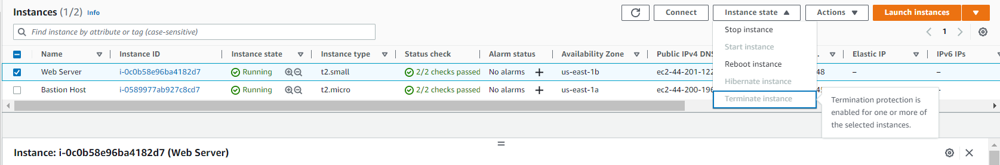 Instances (1/2) Info
Connect
Instance state
Actions
Launch instances
Find instance by attribute or tag (case-sensitive)
1
Stop instance
Start instance
Reboot instance
Hibernate instance
Terminate instance
Termination protection is
enabled for one or more of
the selected instances.
Name Instance ID Instance state Instance type Status check Alarm status Availability Zone Public IPv4 DNS Elastic IP IPv6 IPs
Web Server i-0c0b58e96ba4182d7 Running t2.small 2/2 checks passed No alarms + us-east-1b ec2-44-201-122 48 – –
Bastion Host i-0589977ab927c8cd7 Running t2.micro 2/2 checks passed No alarms + us-east-1a ec2-44-200-196
Instance: i-0c0b58e96ba4182d7 (Web Server)